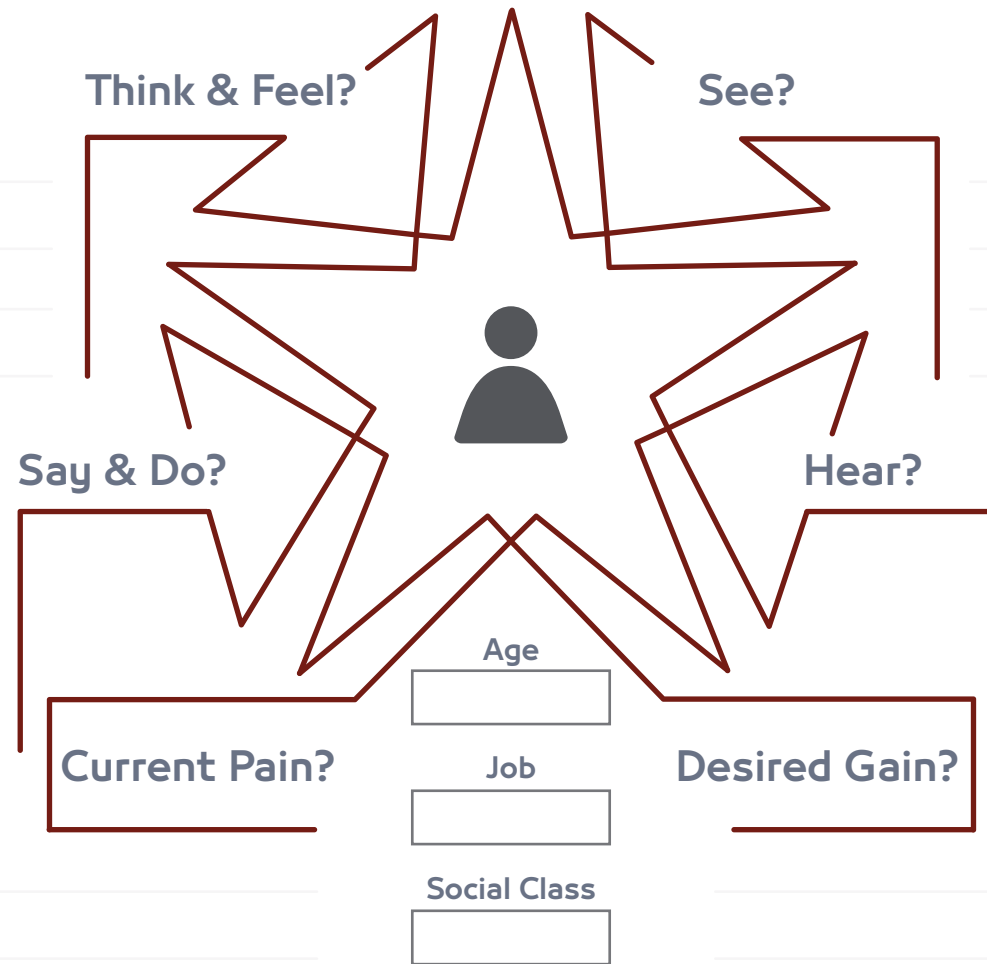 Think & Feel?
See?
Say & Do?
Hear?
Age
Current Pain?
Job
Desired Gain?
Social Class